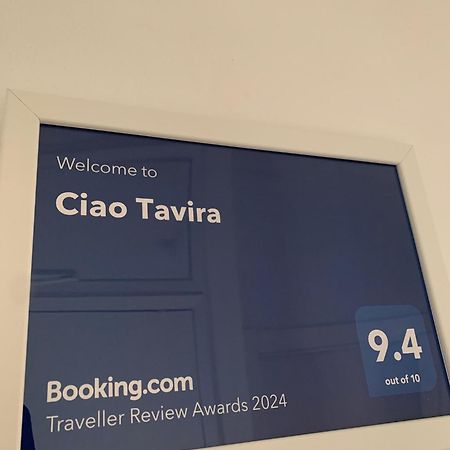 Welcome to
Ciao Tavira
Booking.com
Traveller Review Awards 2024
9.4
out of 10